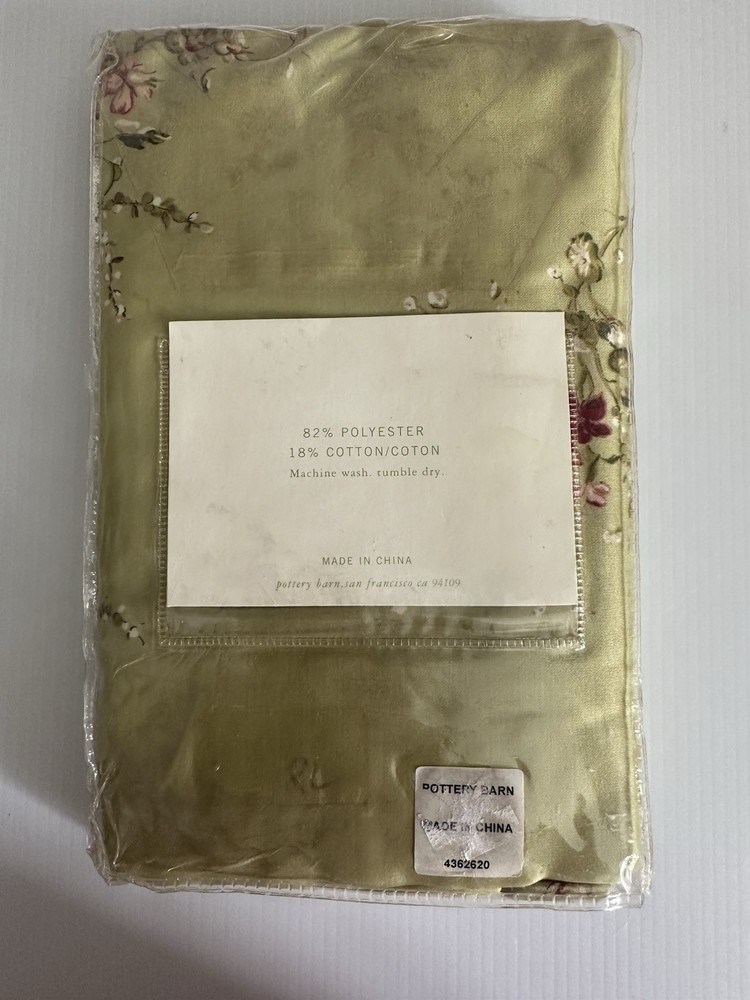 82% POLYESTER
18% COTTON/COTON
Machine wash. tumble dry.
MADE IN CHINA
pottery barn,san francisco ca 94109
PL
POTTERY BARN
MADE IN CHINA
4362620